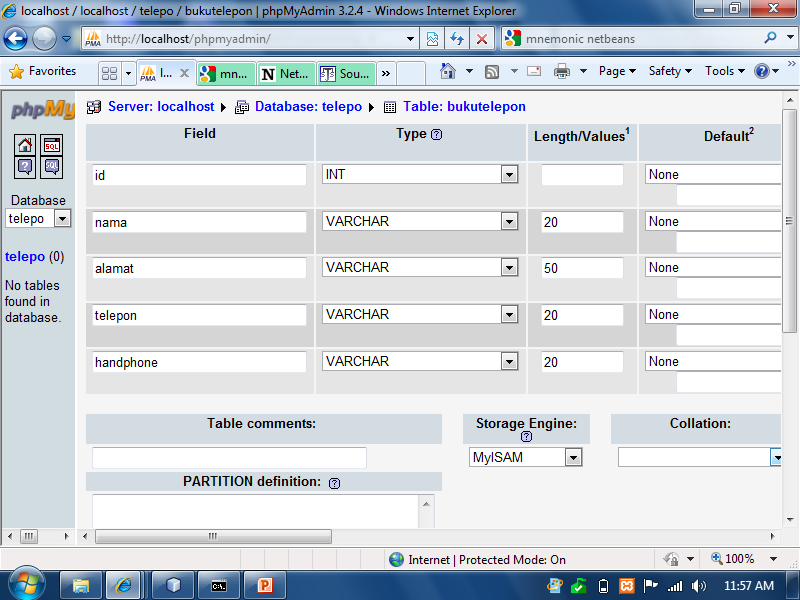 localhost / localhost / telepo / bukutelepon | phpMyAdmin 3.2.4 - Windows Internet Explorer
http://localhost/phpmyadmin/
mnemonic netbeans
Favorites
l...
mn...
Net...
Sou...
Page
Safety
Tools
phpMy
Server: localhost
Database: telepo
Table: bukutelepon
SQL
Database
telepo
telepo (0)
No tables
found in
database.
Field Type Length/Values1 Default2
id INT None
nama VARCHAR 20 None
alamat VARCHAR 50 None
telepon VARCHAR 20 None
handphone VARCHAR 20 None
Table comments:
Storage Engine:
Collation:
MyISAM
PARTITION definition:
Internet | Protected Mode: On
100%
11:57 AM